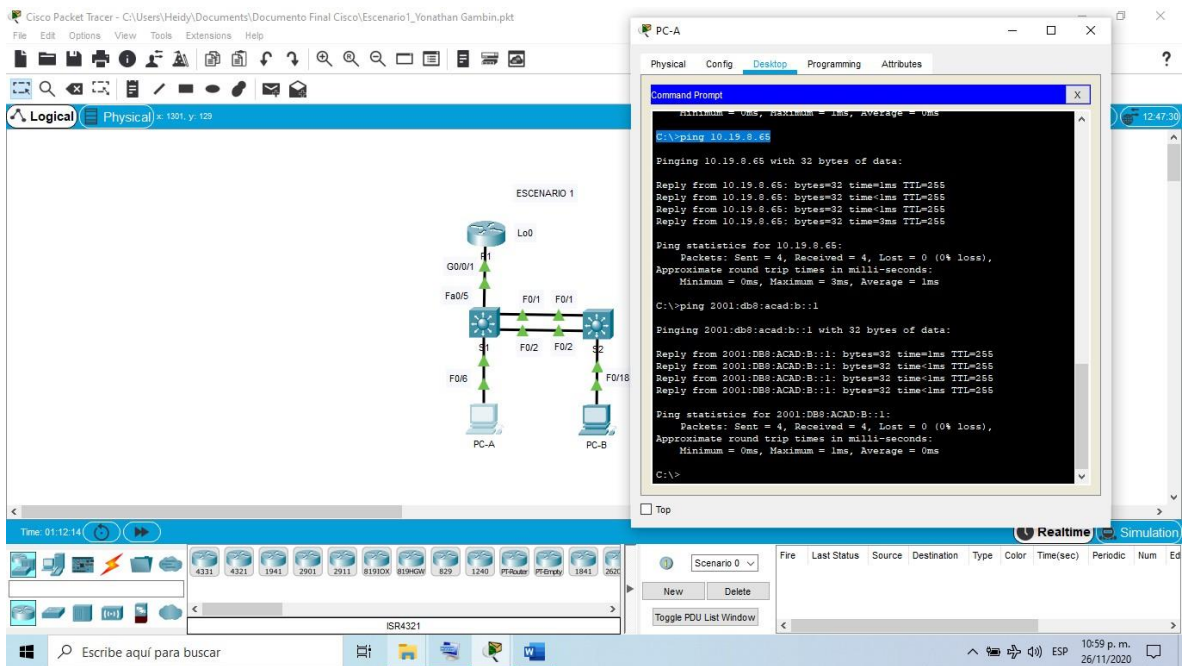 Cisco Packet Tracer - C:\Users\Heidy\Documents\Documento Final Cisco\Escenario1_Yonathan Gambin.pkt
File Edit Options View Tools Extensions Help
Logical
Physical x: 1301, y: 129
12:47:30
ESCENARIO 1
Lo0
R1
G0/0/1
Fa0/5
F0/1 F0/1
S1
F0/2 F0/2
S2
F0/6
F0/18
PC-A
PC-B
PC-A
Physical Config Desktop Programming Attributes
Command Prompt X
Minimum = 0ms, Maximum = 1ms, Average = 0ms
C:\>ping 10.19.8.65
Pinging 10.19.8.65 with 32 bytes of data:
Reply from 10.19.8.65: bytes=32 time=1ms TTL=255
Reply from 10.19.8.65: bytes=32 time<1ms TTL=255
Reply from 10.19.8.65: bytes=32 time<1ms TTL=255
Reply from 10.19.8.65: bytes=32 time=3ms TTL=255
Ping statistics for 10.19.8.65:
Packets: Sent = 4, Received = 4, Lost = 0 (0% loss),
Approximate round trip times in milli-seconds:
Minimum = 0ms, Maximum = 3ms, Average = 1ms
C:\>ping 2001:db8:acad:b::1
Pinging 2001:db8:acad:b::1 with 32 bytes of data:
Reply from 2001:DB8:ACAD:B::1: bytes=32 time=1ms TTL=255
Reply from 2001:DB8:ACAD:B::1: bytes=32 time<1ms TTL=255
Reply from 2001:DB8:ACAD:B::1: bytes=32 time<1ms TTL=255
Reply from 2001:DB8:ACAD:B::1: bytes=32 time<1ms TTL=255
Ping statistics for 2001:DB8:ACAD:B::1:
Packets: Sent = 4, Received = 4, Lost = 0 (0% loss),
Approximate round trip times in milli-seconds:
Minimum = 0ms, Maximum = 1ms, Average = 0ms
C:\>
Top
Time: 01:12:14
Realtime
Simulation
4331 4321 1941 2901 2911 819IOX 819HGW 829 1240 PT-Router PT-Empty 1841 2620
ISR4321
Scenario 0
New Delete
Toggle PDU List Window
Fire Last Status Source Destination Type Color Time(sec) Periodic Num Ed
Escribe aquí para buscar
ESP
10:59 p. m.
26/11/2020